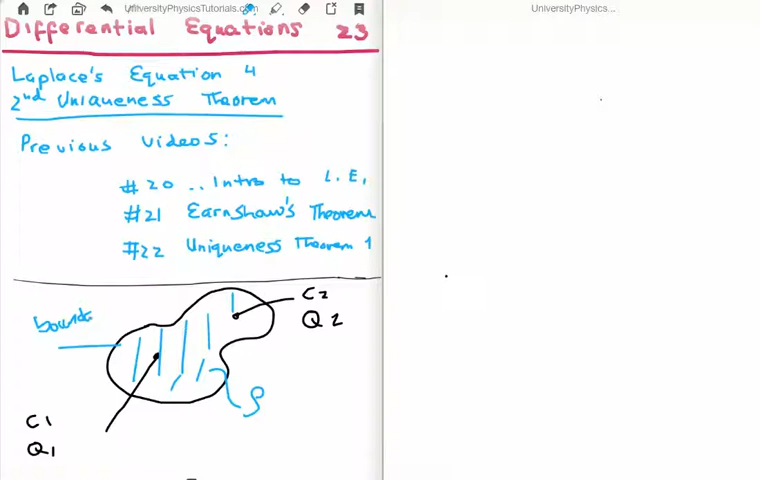 UniversityPhysicsTutorials.com
UniversityPhysics...
Differential Equations 23
Laplace's Equation 4
2nd Uniqueness Theorem
Previous videos:
#20 .. Intro to L.E.
#21 Earnshaw's Theorem
#22 Uniqueness Theorem 1
bounda
C2
Q2
ρ
C1
Q1